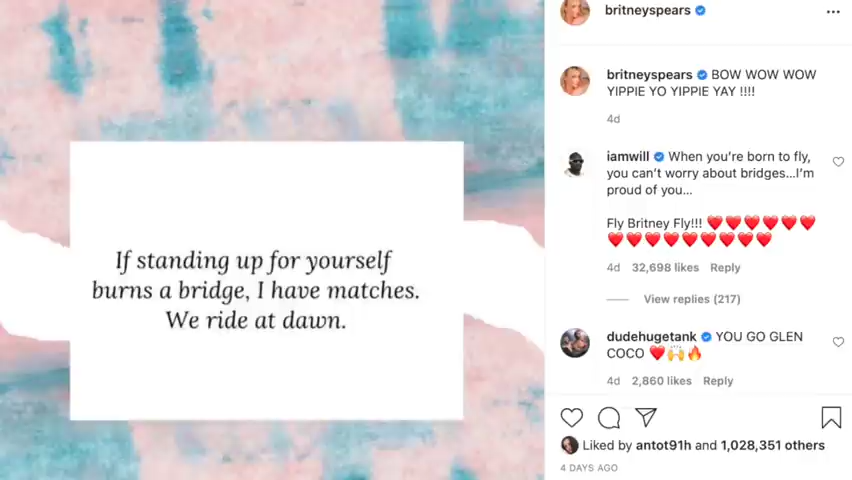 If standing up for yourself
burns a bridge, I have matches.
We ride at dawn.
britneyspears
britneyspears BOW WOW WOW
YIPPIE YO YIPPIE YAY !!!!
4d
iamwill When you’re born to fly,
you can’t worry about bridges...I’m
proud of you...
Fly Britney Fly!!! ❤️❤️❤️❤️❤️❤️
❤️❤️❤️❤️❤️❤️❤️❤️❤️
4d 32,698 likes Reply
View replies (217)
dudehugetank YOU GO GLEN
COCO ❤️🙌🔥
4d 2,860 likes Reply
Liked by antot91h and 1,028,351 others
4 DAYS AGO